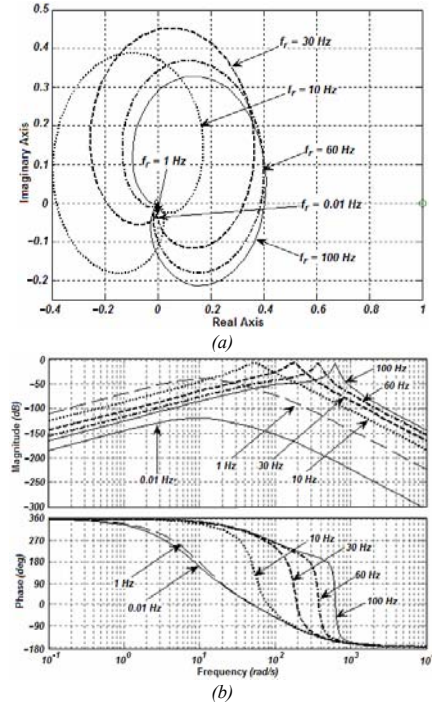 0.5
0.4
0.3
0.2
0.1
0
-0.1
-0.2
Imaginary Axis
f_r = 30 Hz
f_r = 10 Hz
f_r = 1 Hz
f_r = 60 Hz
f_r = 0.01 Hz
f_r = 100 Hz
-0.4 -0.2 0 0.2 0.4 0.6 0.8 1
Real Axis
(a)
0
-50
-100
-150
-200
-250
-300
Magnitude (dB)
100 Hz
60 Hz
1 Hz
30 Hz
10 Hz
0.01 Hz
360
270
180
90
0
-90
-180
Phase (deg)
10 Hz
30 Hz
60 Hz
100 Hz
1 Hz
0.01 Hz
10^-1 10^0 10^1 10^2 10^3 10^4
Frequency (rad/s)
(b)